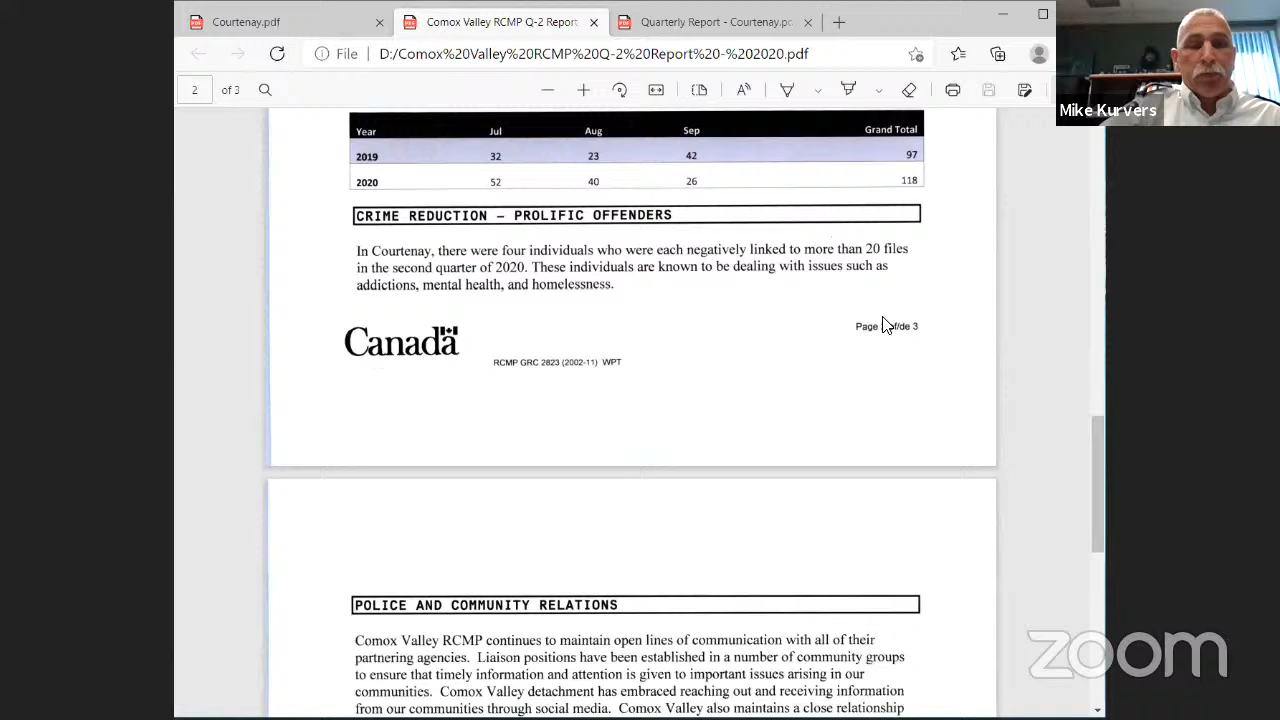 Courtenay.pdf
Comox Valley RCMP Q-2 Report
Quarterly Report - Courtenay.pc
File
D:/Comox%20Valley%20RCMP%20Q-2%20Report%20-%202020.pdf
2 of 3
Mike Kurvers
Year Jul Aug Sep Grand Total
2019 32 23 42 97
2020 52 40 26 118
CRIME REDUCTION – PROLIFIC OFFENDERS
In Courtenay, there were four individuals who were each negatively linked to more than 20 files
in the second quarter of 2020. These individuals are known to be dealing with issues such as
addictions, mental health, and homelessness.
Page of/de 3
Canada
RCMP GRC 2823 (2002-11) WPT
POLICE AND COMMUNITY RELATIONS
Comox Valley RCMP continues to maintain open lines of communication with all of their
partnering agencies. Liaison positions have been established in a number of community groups
to ensure that timely information and attention is given to important issues arising in our
communities. Comox Valley detachment has embraced reaching out and receiving information
from our communities through social media. Comox Valley also maintains a close relationship
zoom